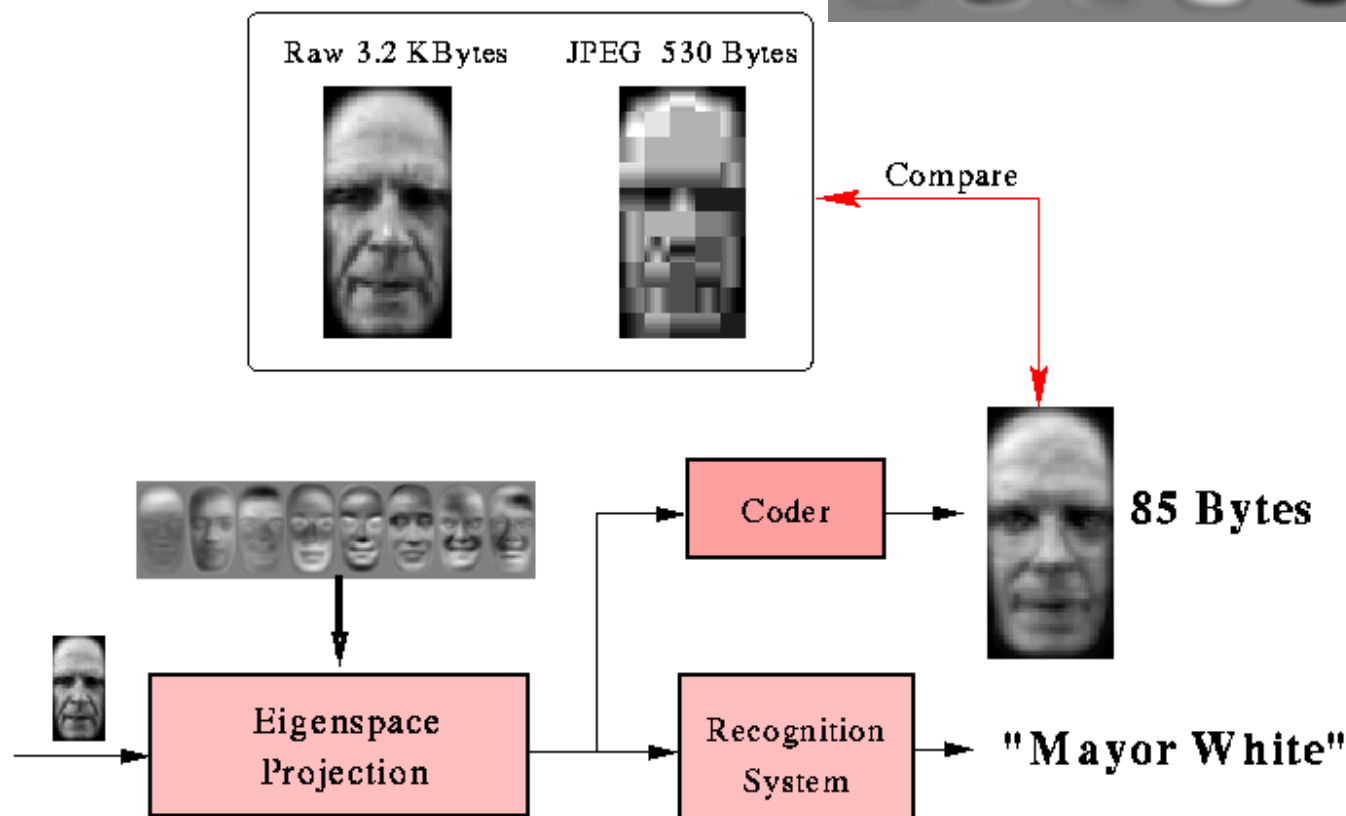 Raw 3.2 KBytes
JPEG 530 Bytes
Compare
Coder
85 Bytes
Eigenspace
Projection
Recognition
System
"Mayor White"